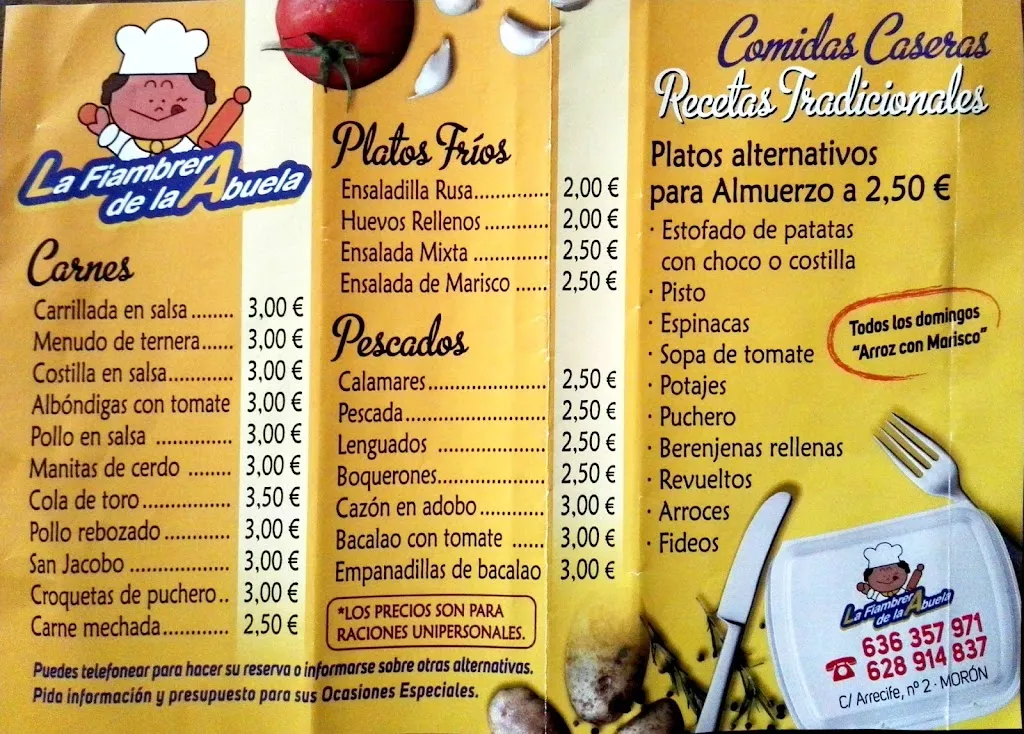 La Fiambrera
de la Abuela
Carnes
Carrillada en salsa........ 3,00 €
Menudo de ternera...... 3,00 €
Costilla en salsa............ 3,00 €
Albóndigas con tomate 3,00 €
Pollo en salsa .............. 3,00 €
Manitas de cerdo ........ 3,00 €
Cola de toro................ 3,50 €
Pollo rebozado............. 3,00 €
San Jacobo .................. 3,00 €
Croquetas de puchero.. 3,00 €
Carne mechada............ 2,50 €
Platos Fríos
Ensaladilla Rusa............. 2,00 €
Huevos Rellenos ........... 2,00 €
Ensalada Mixta ............. 2,50 €
Ensalada de Marisco ...... 2,50 €
Pescados
Calamares..................... 2,50 €
Pescada......................... 2,50 €
Lenguados .................... 2,50 €
Boquerones................... 2,50 €
Cazón en adobo............ 3,00 €
Bacalao con tomate ...... 3,00 €
Empanadillas de bacalao 3,00 €
*LOS PRECIOS SON PARA
RACIONES UNIPERSONALES.
Puedes telefonear para hacer su reserva o informarse sobre otras alternativas.
Pida información y presupuesto para sus Ocasiones Especiales.
Comidas Caseras
Recetas Tradicionales
Platos alternativos
para Almuerzo a 2,50 €
· Estofado de patatas
con choco o costilla
· Pisto
· Espinacas
· Sopa de tomate
· Potajes
· Puchero
· Berenjenas rellenas
· Revueltos
· Arroces
· Fideos
Todos los domingos
"Arroz con Marisco"
La Fiambrera
de la Abuela
636 357 971
628 914 837
C/ Arrecife, nº 2 · MORÓN